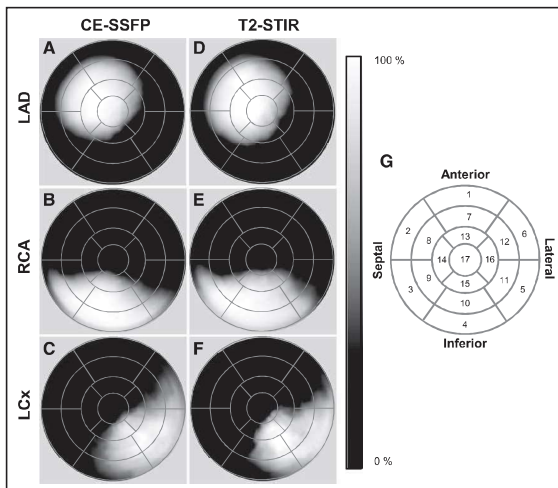 CE-SSFP T2-STIR
A D
LAD
B E
RCA
C F
LCx
100 %
0 %
G
Anterior
Septal
Lateral
Inferior
1
7
2 6
13
8 12
14 17 16
9 11
15
3 5
10
4